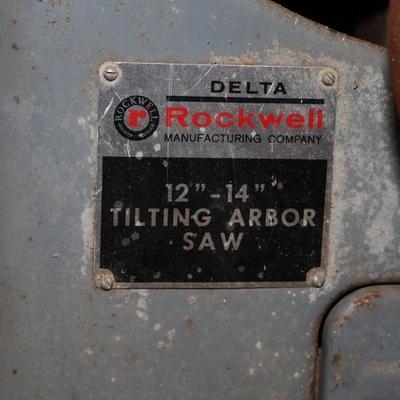 DELTA
ROCKWELL
r
Rockwell
MANUFACTURING COMPANY
12"-14"
TILTING ARBOR
SAW